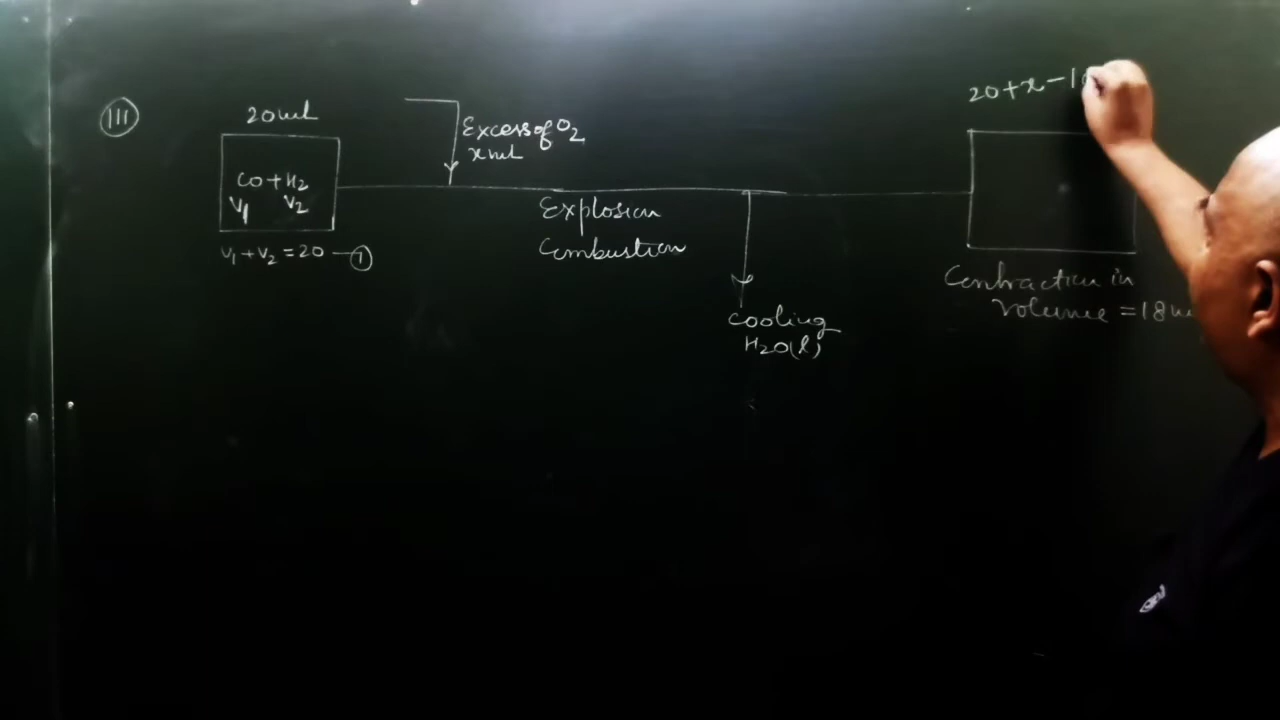 III
20ml
CO+H2
V1 V2
V1+V2=20 —1
Excess of O2
x ml
Explosion
Combustion
Cooling
H2O(l)
20+x-1
Contraction in
Volume =18